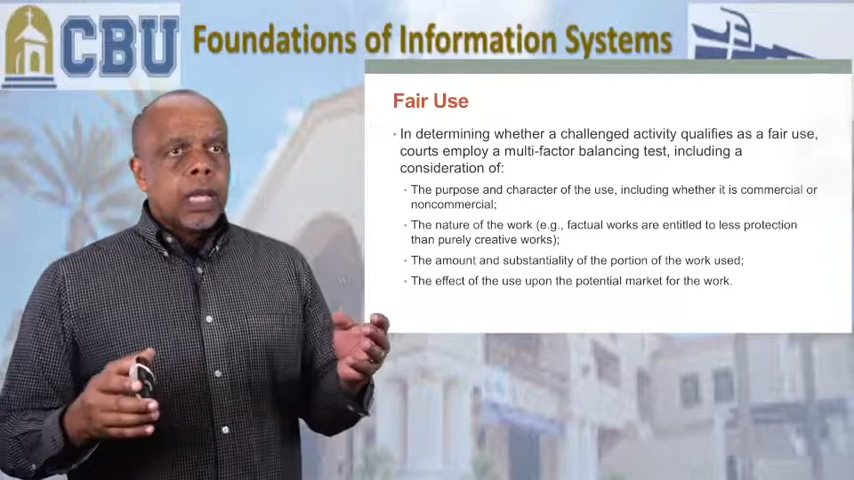 CBU
Foundations of Information Systems
Fair Use
• In determining whether a challenged activity qualifies as a fair use,
courts employ a multi-factor balancing test, including a
consideration of:
• The purpose and character of the use, including whether it is commercial or
noncommercial;
• The nature of the work (e.g., factual works are entitled to less protection
than purely creative works);
• The amount and substantiality of the portion of the work used;
• The effect of the use upon the potential market for the work.